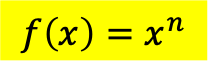 f(x) = xⁿ